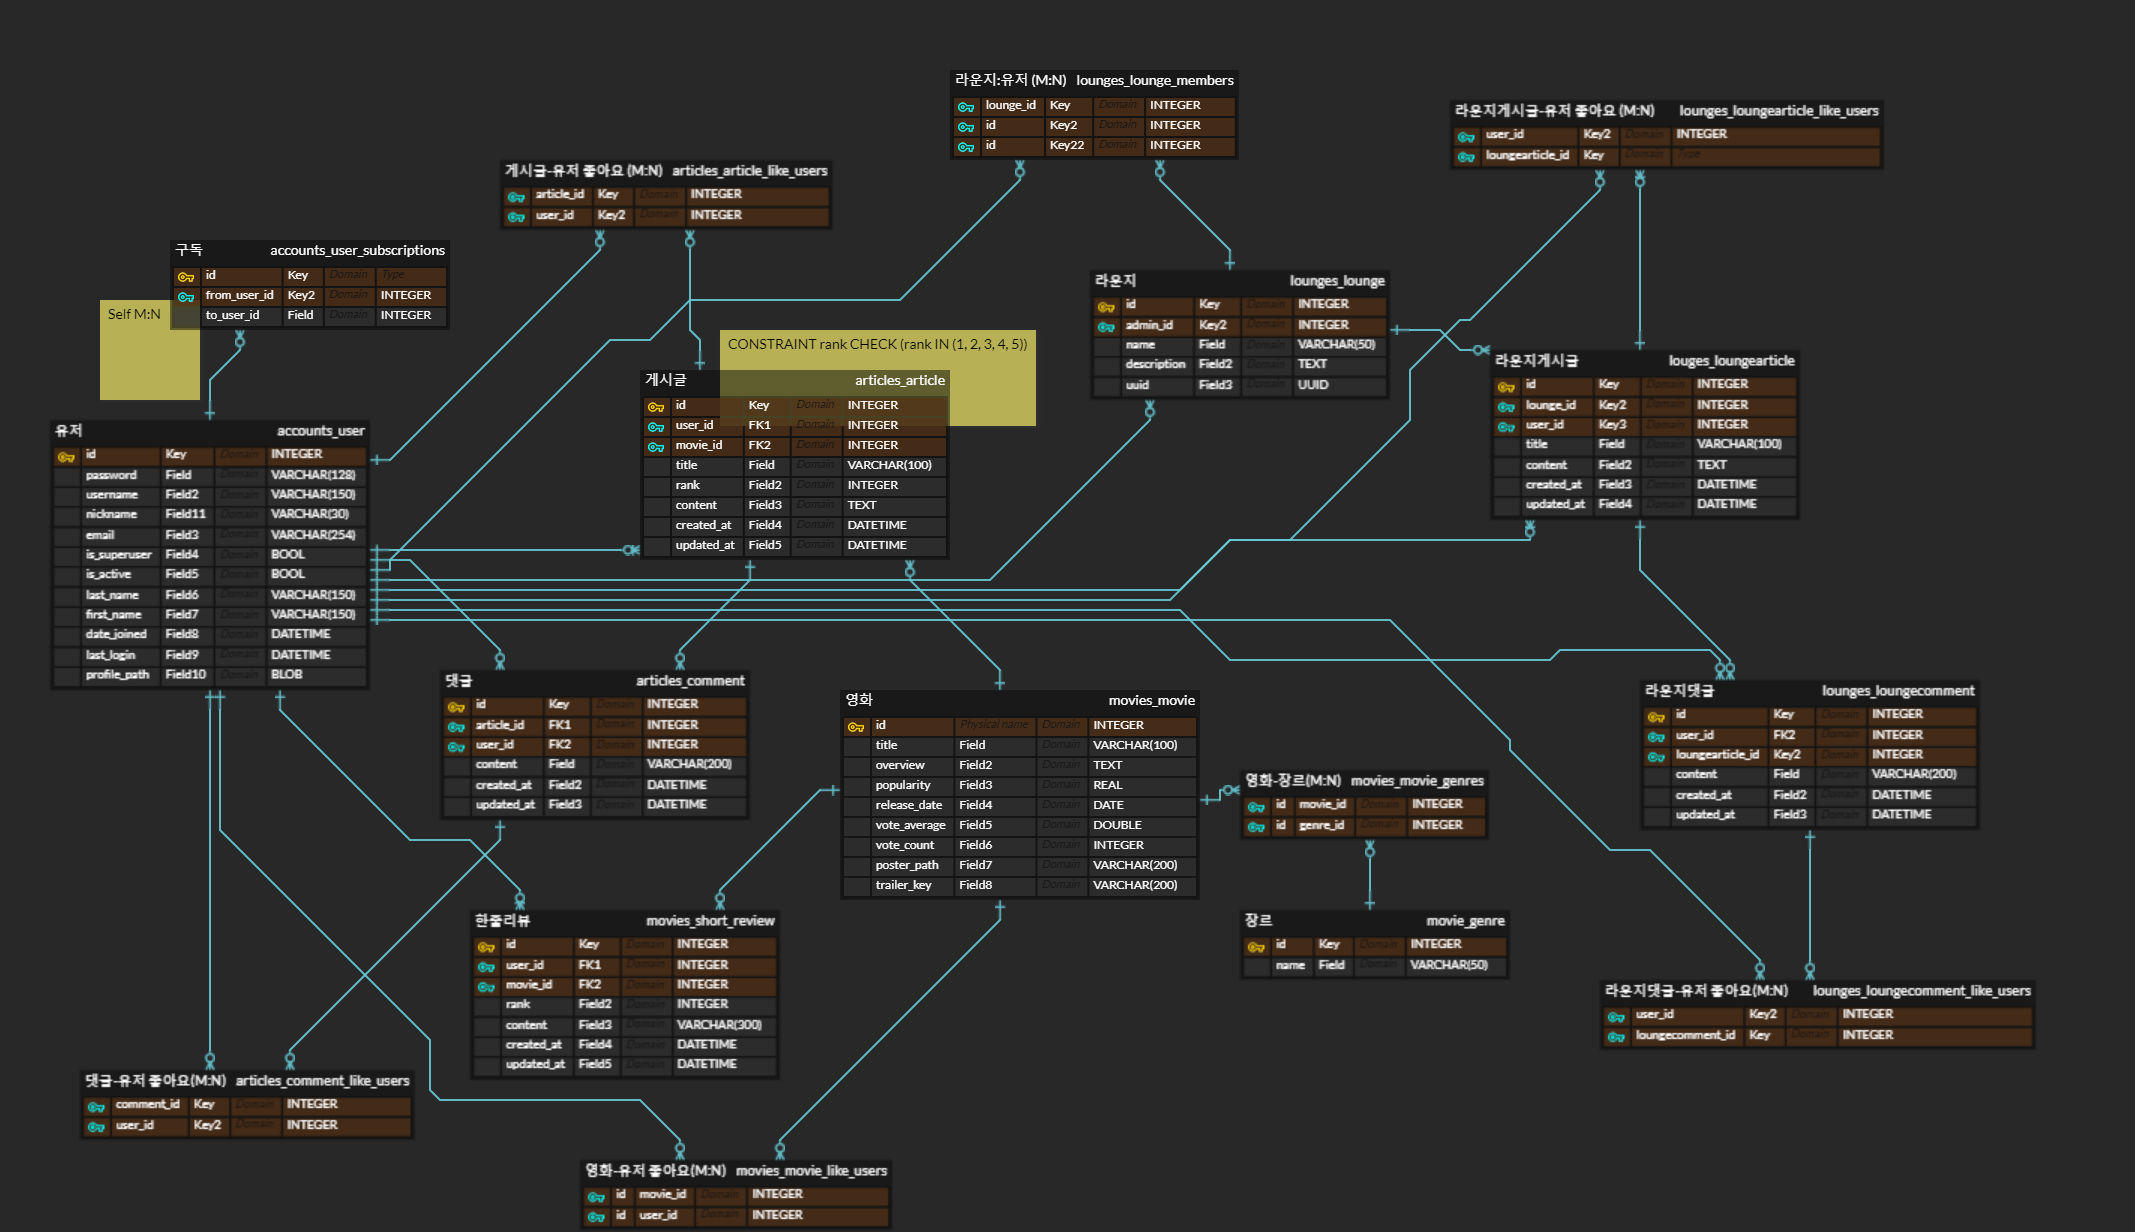 라운지:유저 (M:N) lounges_lounge_members
lounge_id Key Domain INTEGER
id Key2 Domain INTEGER
id Key22 Domain INTEGER
라운지게시글-유저 좋아요 (M:N) lounges_loungearticle_like_users
user_id Key2 Domain INTEGER
loungearticle_id Key Domain Type
게시글-유저 좋아요 (M:N) articles_article_like_users
article_id Key Domain INTEGER
user_id Key2 Domain INTEGER
구독 accounts_user_subscriptions
id Key Domain Type
from_user_id Key2 Domain INTEGER
to_user_id Field Domain INTEGER
Self M:N
라운지 lounges_lounge
id Key Domain INTEGER
admin_id Key2 Domain INTEGER
name Field Domain VARCHAR(50)
description Field2 Domain TEXT
uuid Field3 Domain UUID
CONSTRAINT rank CHECK (rank IN (1, 2, 3, 4, 5))
라운지게시글 louges_loungearticle
id Key Domain INTEGER
lounge_id Key2 Domain INTEGER
user_id Key3 Domain INTEGER
title Field Domain VARCHAR(100)
content Field2 Domain TEXT
created_at Field3 Domain DATETIME
updated_at Field4 Domain DATETIME
게시글 articles_article
id Key Domain INTEGER
user_id FK1 Domain INTEGER
movie_id FK2 Domain INTEGER
title Field Domain VARCHAR(100)
rank Field2 Domain INTEGER
content Field3 Domain TEXT
created_at Field4 Domain DATETIME
updated_at Field5 Domain DATETIME
유저 accounts_user
id Key Domain INTEGER
password Field Domain VARCHAR(128)
username Field2 Domain VARCHAR(150)
nickname Field11 Domain VARCHAR(30)
email Field3 Domain VARCHAR(254)
is_superuser Field4 Domain BOOL
is_active Field5 Domain BOOL
last_name Field6 Domain VARCHAR(150)
first_name Field7 Domain VARCHAR(150)
date_joined Field8 Domain DATETIME
last_login Field9 Domain DATETIME
profile_path Field10 Domain BLOB
댓글 articles_comment
id Key Domain INTEGER
article_id FK1 Domain INTEGER
user_id FK2 Domain INTEGER
content Field Domain VARCHAR(200)
created_at Field2 Domain DATETIME
updated_at Field3 Domain DATETIME
영화 movies_movie
id Physical name Domain INTEGER
title Field Domain VARCHAR(100)
overview Field2 Domain TEXT
popularity Field3 Domain REAL
release_date Field4 Domain DATE
vote_average Field5 Domain DOUBLE
vote_count Field6 Domain INTEGER
poster_path Field7 Domain VARCHAR(200)
trailer_key Field8 Domain VARCHAR(200)
라운지댓글 lounges_loungecomment
id Key Domain INTEGER
user_id FK2 Domain INTEGER
loungearticle_id Key2 Domain INTEGER
content Field Domain VARCHAR(200)
created_at Field2 Domain DATETIME
updated_at Field3 Domain DATETIME
영화-장르(M:N) movies_movie_genres
id movie_id Domain INTEGER
id genre_id Domain INTEGER
한줄리뷰 movies_short_review
id Key Domain INTEGER
user_id FK1 Domain INTEGER
movie_id FK2 Domain INTEGER
rank Field2 Domain INTEGER
content Field3 Domain VARCHAR(300)
created_at Field4 Domain DATETIME
updated_at Field5 Domain DATETIME
장르 movie_genre
id Key Domain INTEGER
name Field Domain VARCHAR(50)
라운지댓글-유저 좋아요(M:N) lounges_loungecomment_like_users
user_id Key2 Domain INTEGER
loungecomment_id Key Domain INTEGER
댓글-유저 좋아요(M:N) articles_comment_like_users
comment_id Key Domain INTEGER
user_id Key2 Domain INTEGER
영화-유저 좋아요(M:N) movies_movie_like_users
id movie_id Domain INTEGER
id user_id Domain INTEGER